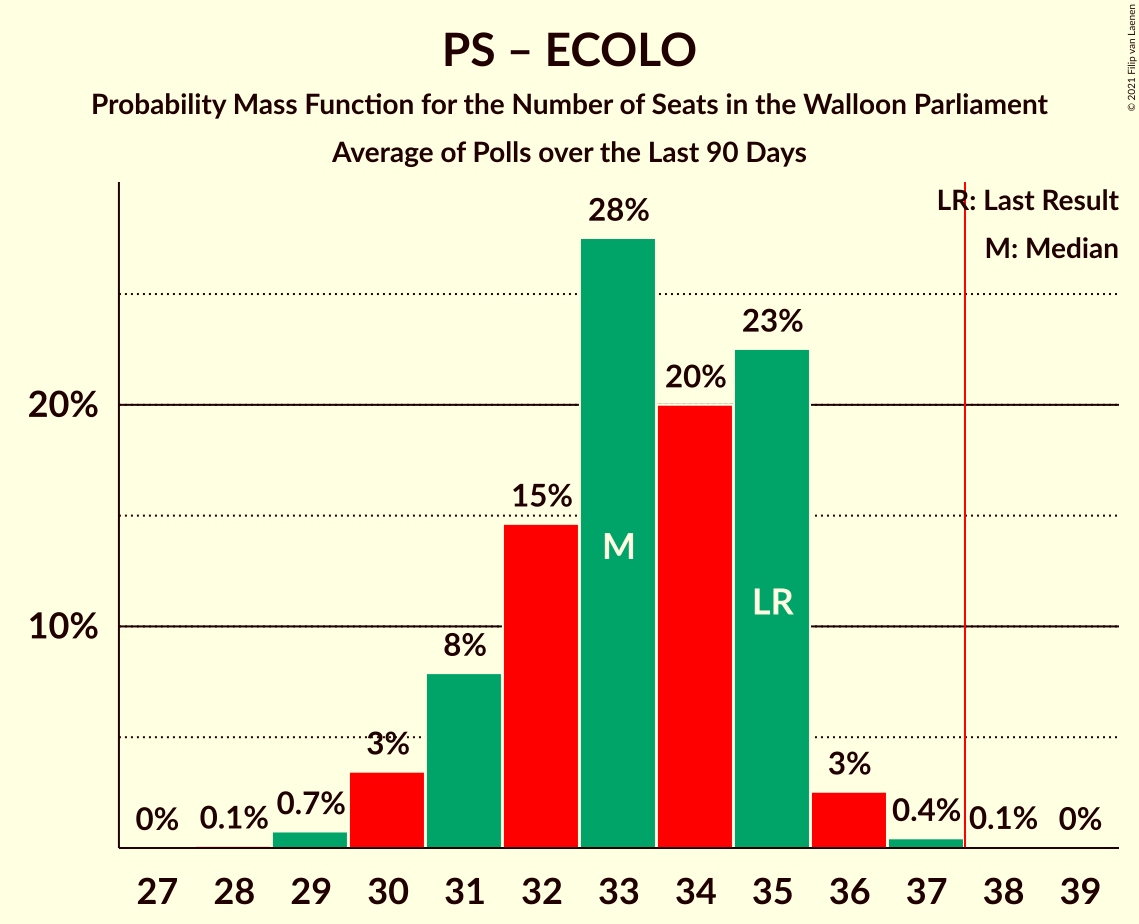 PS – ECOLO
Probability Mass Function for the Number of Seats in the Walloon Parliament
Average of Polls over the Last 90 Days
© 2021 Filip van Laenen
LR: Last Result
M: Median
20%
10%
0%
0.1%
0.7%
3%
8%
15%
28%
20%
23%
3%
0.4%
0.1%
0%
M
LR
27 28 29 30 31 32 33 34 35 36 37 38 39